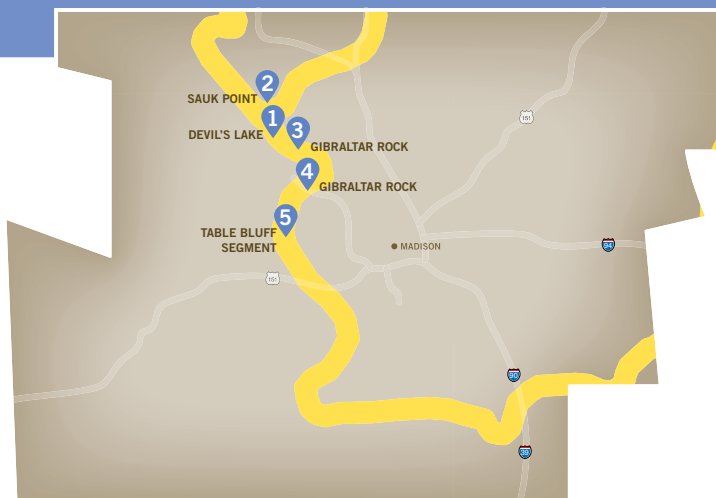 2
SAUK POINT
1
DEVIL'S LAKE
3
GIBRALTAR ROCK
4
GIBRALTAR ROCK
5
TABLE BLUFF
SEGMENT
MADISON
151
94
151
90
39